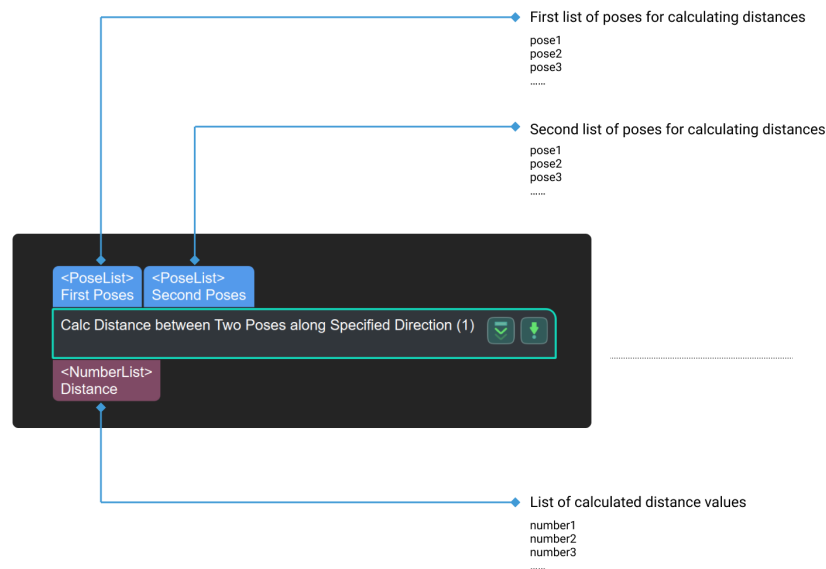 First list of poses for calculating distances
pose1
pose2
pose3
......
Second list of poses for calculating distances
pose1
pose2
pose3
......
<PoseList>
First Poses
<PoseList>
Second Poses
Calc Distance between Two Poses along Specified Direction (1)
<NumberList>
Distance
List of calculated distance values
number1
number2
number3
......